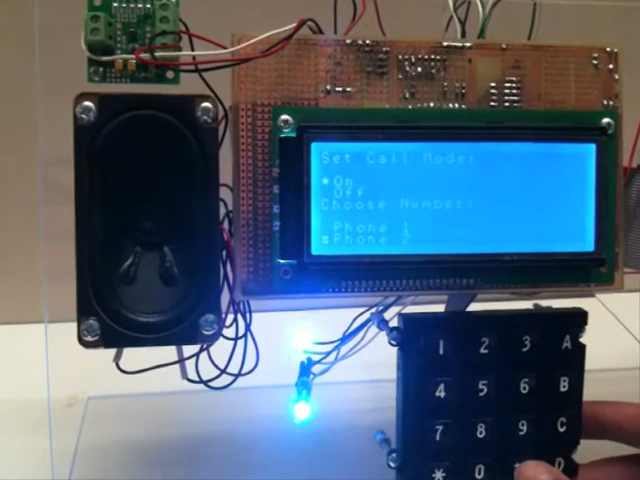 Set Call Mode:
*On
Off
Choose Number:
Phone 1
Phone 2
1 2 3 A
4 5 6 B
7 8 9 C
* 0 D